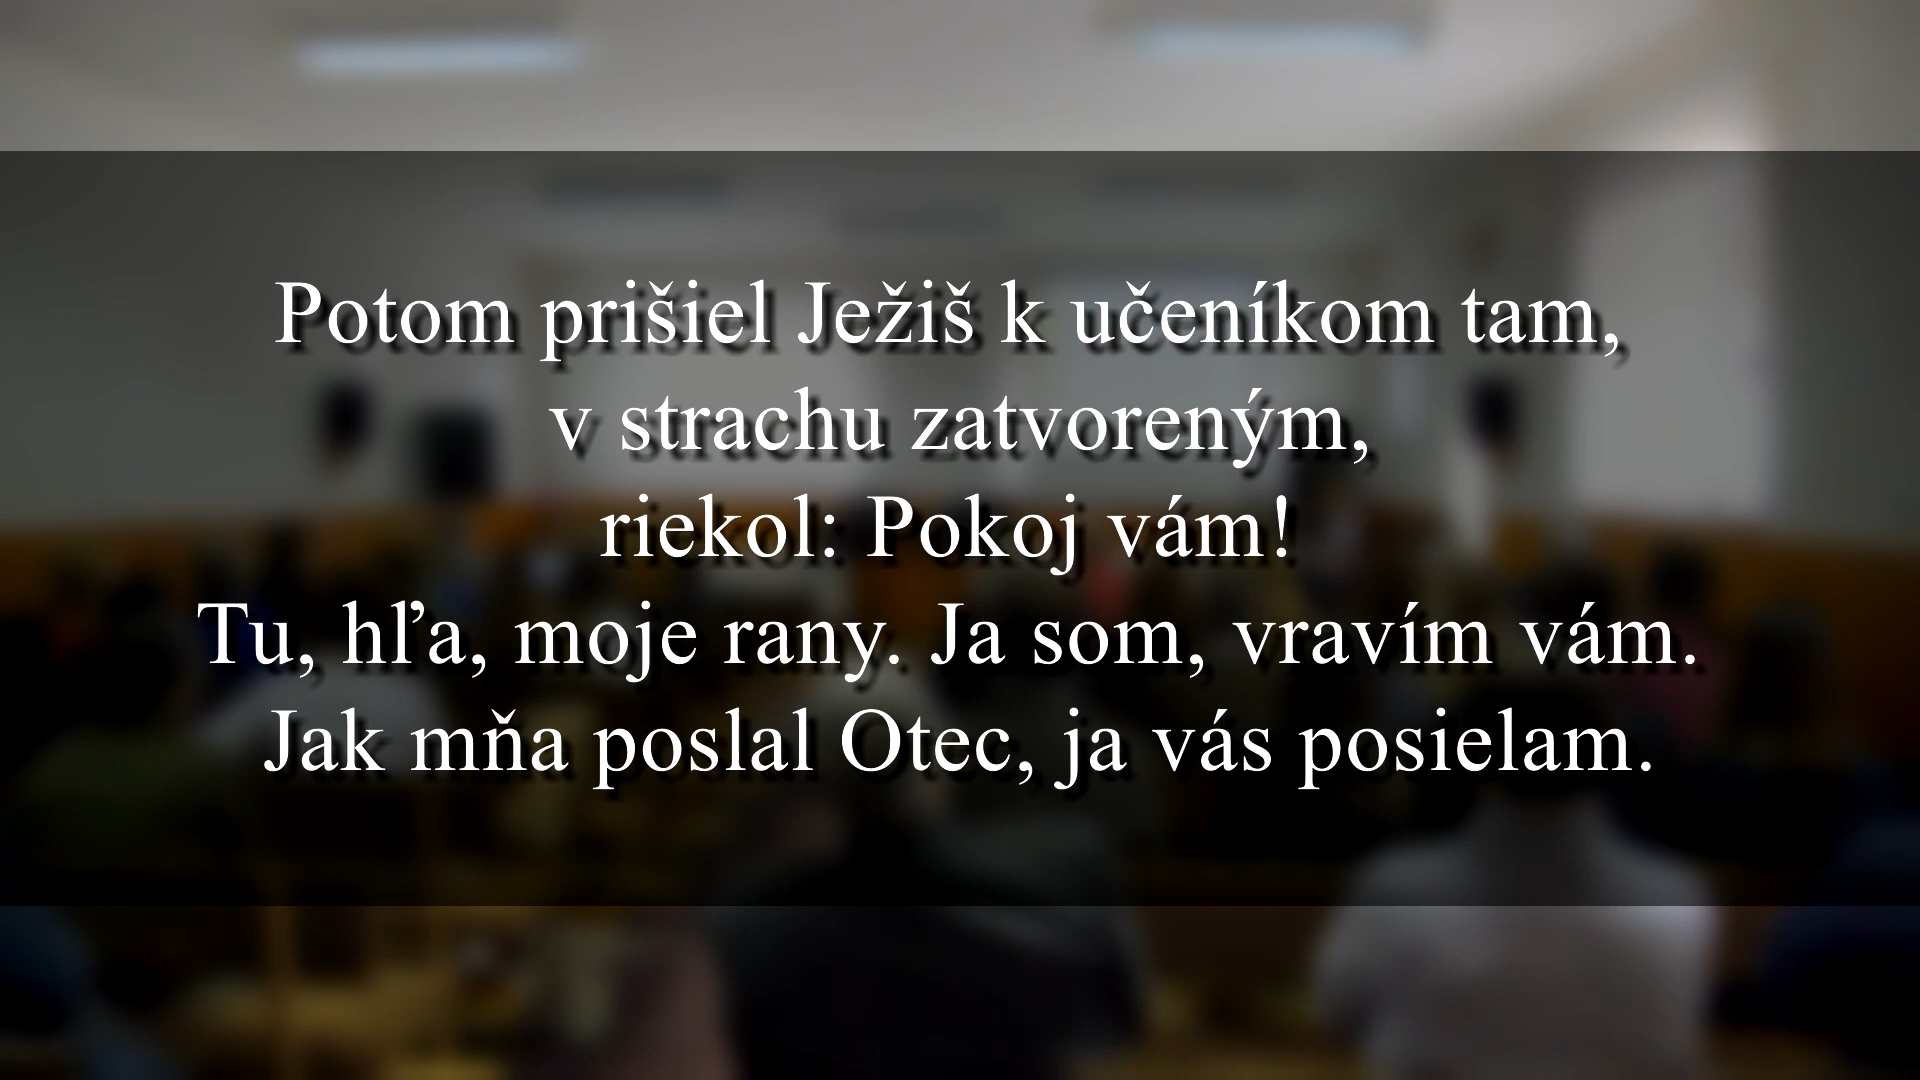 Potom prišiel Ježiš k učeníkom tam,
v strachu zatvoreným,
riekol: Pokoj vám!
Tu, hľa, moje rany. Ja som, vravím vám.
Jak mňa poslal Otec, ja vás posielam.